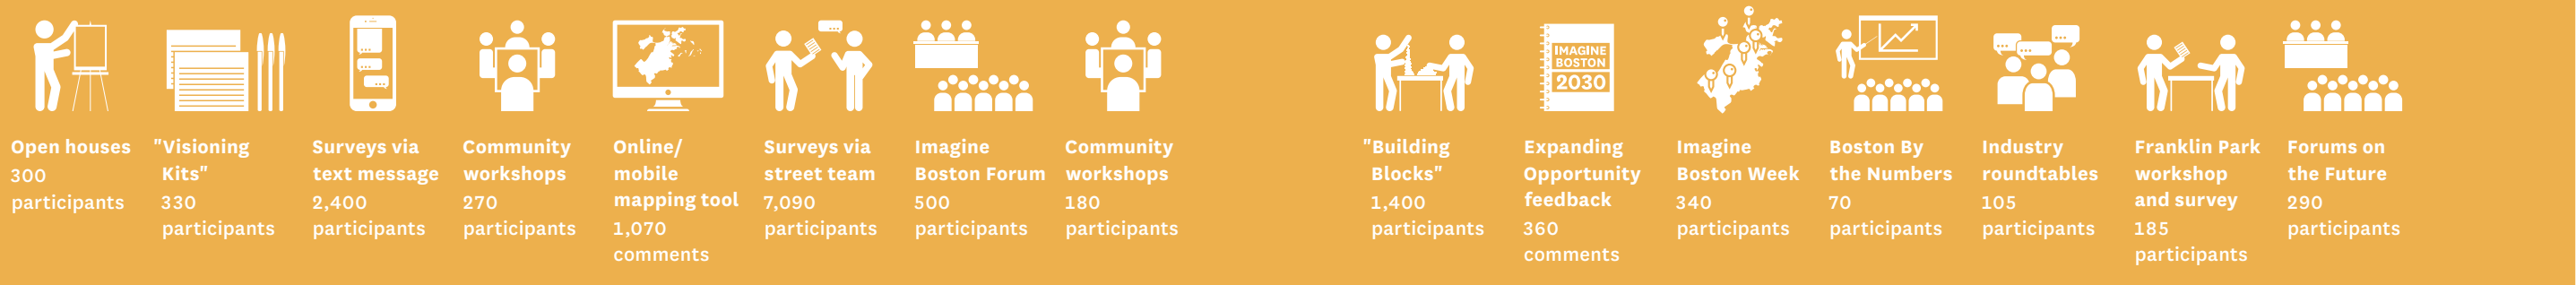 IMAGINE
BOSTON
2030
Open houses
300
participants
"Visioning
Kits"
330
participants
Surveys via
text message
2,400
participants
Community
workshops
270
participants
Online/
mobile
mapping tool
1,070
comments
Surveys via
street team
7,090
participants
Imagine
Boston Forum
500
participants
Community
workshops
180
participants
"Building
Blocks"
1,400
participants
Expanding
Opportunity
feedback
360
comments
Imagine
Boston Week
340
participants
Boston By
the Numbers
70
participants
Industry
roundtables
105
participants
Franklin Park
workshop
and survey
185
participants
Forums on
the Future
290
participants